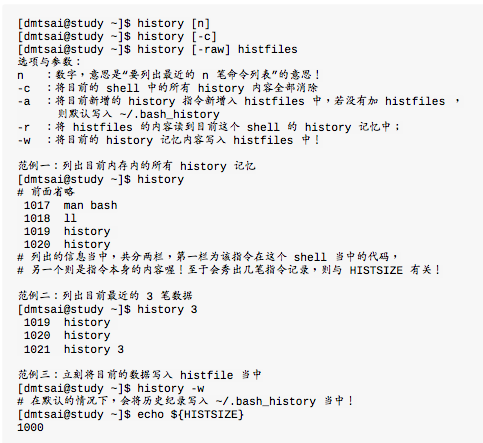 [dmtsai@study ~]$ history [n]
[dmtsai@study ~]$ history [-c]
[dmtsai@study ~]$ history [-raw] histfiles
选项与参数：
n   ：数字，意思是“要列出最近的 n 笔命令列表”的意思！
-c  ：将目前的 shell 中的所有 history 内容全部消除
-a  ：将目前新增的 history 指令新增入 histfiles 中，若没有加 histfiles ，
      则默认写入 ~/.bash_history
-r  ：将 histfiles 的内容读到目前这个 shell 的 history 记忆中；
-w  ：将目前的 history 记忆内容写入 histfiles 中！
范例一：列出目前内存内的所有 history 记忆
[dmtsai@study ~]$ history
# 前面省略
 1017  man bash
 1018  ll
 1019  history
 1020  history
# 列出的信息当中，共分两栏，第一栏为该指令在这个 shell 当中的代码，
# 另一个则是指令本身的内容喔！至于会秀出几笔指令记录，则与 HISTSIZE 有关！
范例二：列出目前最近的 3 笔数据
[dmtsai@study ~]$ history 3
 1019  history
 1020  history
 1021  history 3
范例三：立刻将目前的数据写入 histfile 当中
[dmtsai@study ~]$ history -w
# 在默认的情况下，会将历史纪录写入 ~/.bash_history 当中！
[dmtsai@study ~]$ echo ${HISTSIZE}
1000